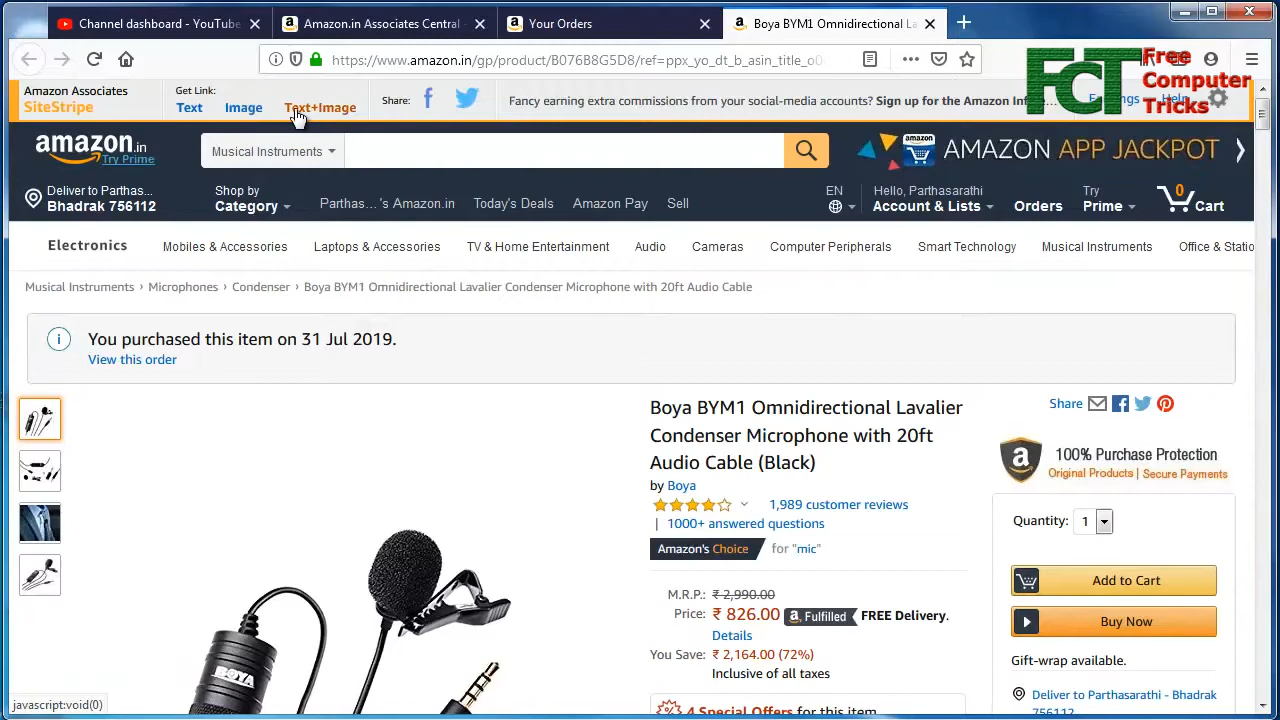 Channel dashboard - YouTube
Amazon.in Associates Central -
Your Orders
Boya BYM1 Omnidirectional La
https://www.amazon.in/gp/product/B076B8G5D8/ref=ppx_yo_dt_b_asin_title_o0
FCT Free
Computer
Tricks
Amazon Associates
SiteStripe
Get Link:
Text Image Text+Image
Share:
Fancy earning extra commissions from your social-media accounts? Sign up for the Amazon
Help
amazon.in
Try Prime
Musical Instruments
AMAZON APP JACKPOT
Deliver to Parthas...
Bhadrak 756112
Shop by
Category
Parthas...'s Amazon.in Today's Deals Amazon Pay Sell
EN
Hello, Parthasarathi
Account & Lists
Orders
Try
Prime
0
Cart
Electronics Mobiles & Accessories Laptops & Accessories TV & Home Entertainment Audio Cameras Computer Peripherals Smart Technology Musical Instruments Office & Statio
Musical Instruments › Microphones › Condenser › Boya BYM1 Omnidirectional Lavalier Condenser Microphone with 20ft Audio Cable
You purchased this item on 31 Jul 2019.
View this order
Boya BYM1 Omnidirectional Lavalier
Condenser Microphone with 20ft
Audio Cable (Black)
by Boya
1,989 customer reviews
| 1000+ answered questions
Amazon's Choice for "mic"
M.R.P.: ₹ 2,990.00
Price: ₹ 826.00 Fulfilled FREE Delivery.
Details
You Save: ₹ 2,164.00 (72%)
Inclusive of all taxes
4 Special Offers for this item
BOYA
Share
100% Purchase Protection
Original Products | Secure Payments
Quantity: 1
Add to Cart
Buy Now
Gift-wrap available.
Deliver to Parthasarathi - Bhadrak
756112
javascript:void(0)